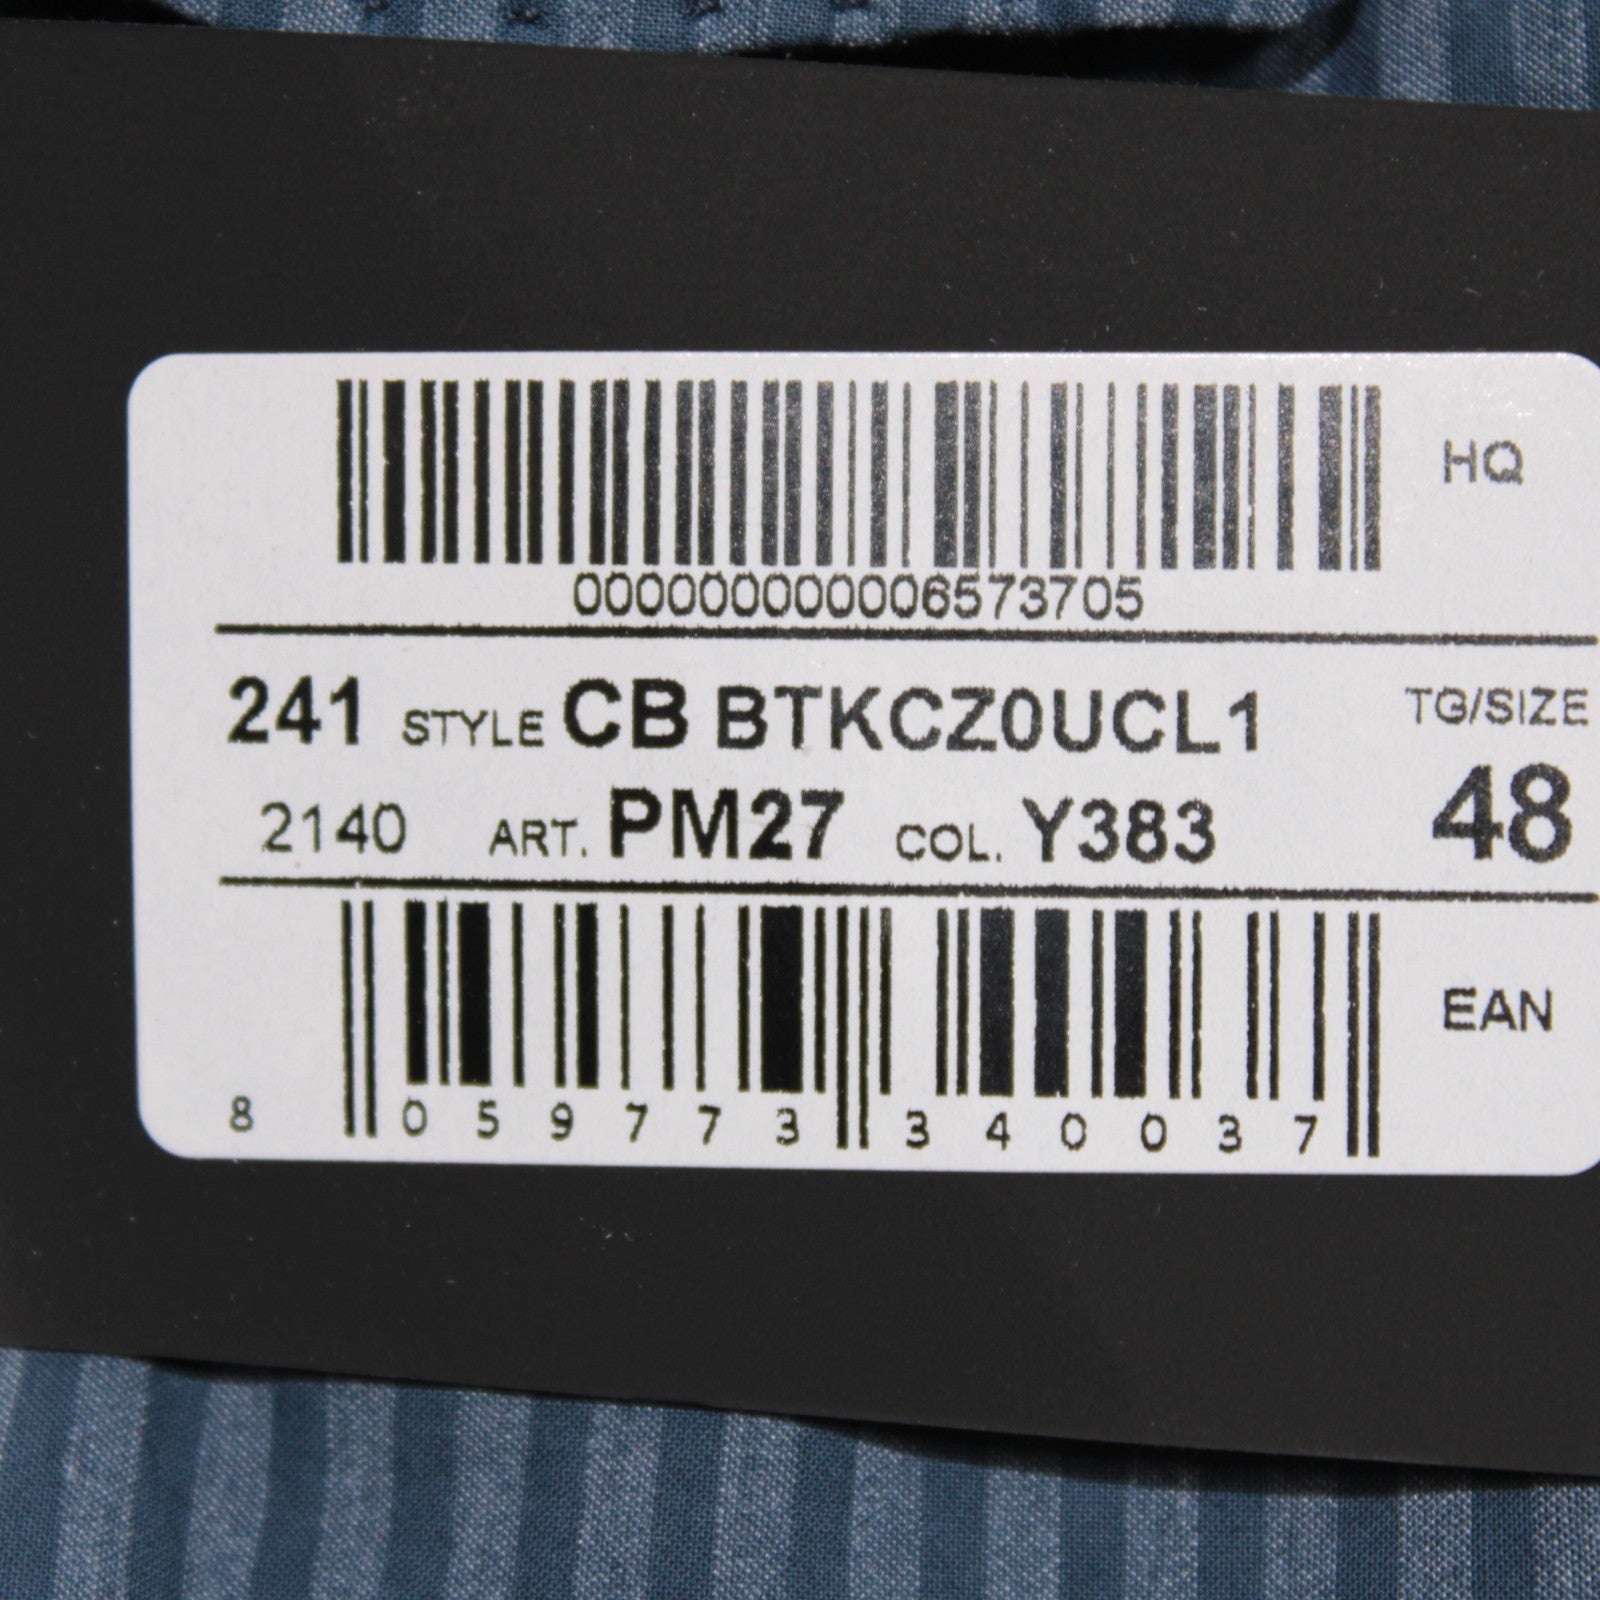 HQ
000000000006573705
241 STYLE CB BTKCZ0UCL1 TG/SIZE
2140 ART. PM27 COL. Y383 48
EAN
8 059773 340037